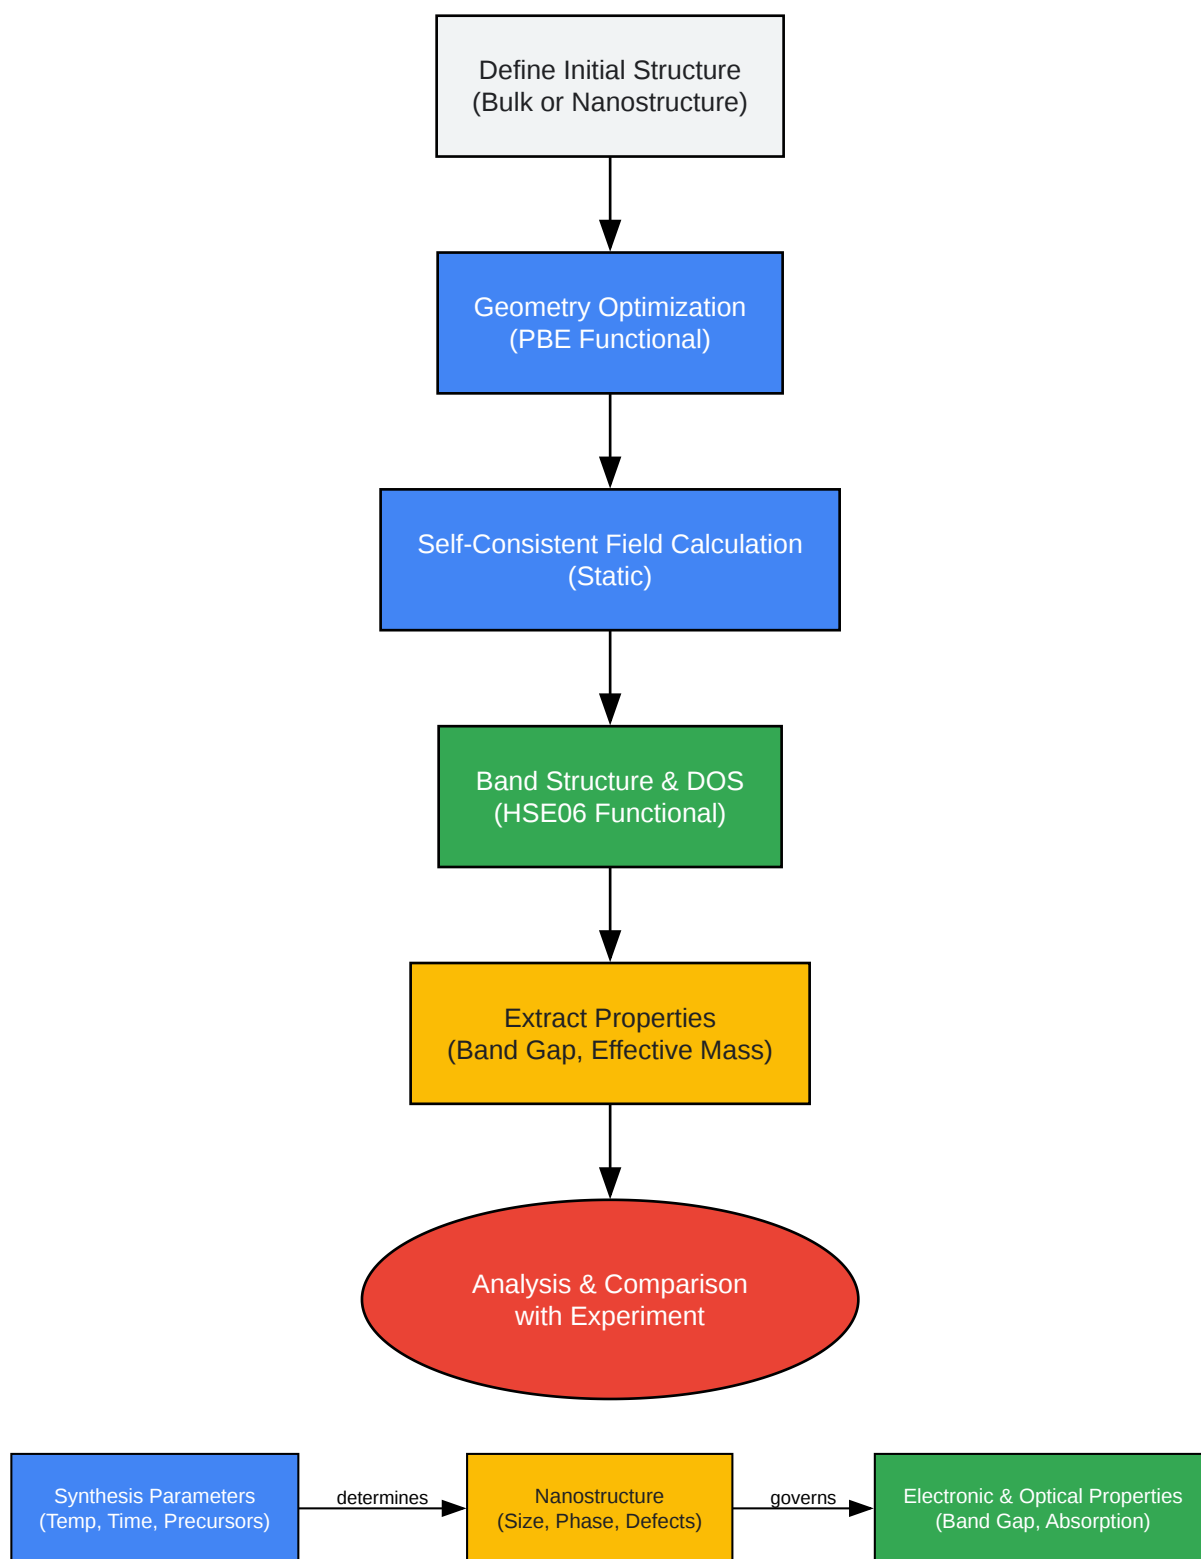 Define Initial Structure
(Bulk or Nanostructure)
Geometry Optimization
(PBE Functional)
Self-Consistent Field Calculation
(Static)
Band Structure & DOS
(HSE06 Functional)
Extract Properties
(Band Gap, Effective Mass)
Analysis & Comparison
with Experiment
Synthesis Parameters
(Temp, Time, Precursors)
determines
Nanostructure
(Size, Phase, Defects)
governs
Electronic & Optical Properties
(Band Gap, Absorption)